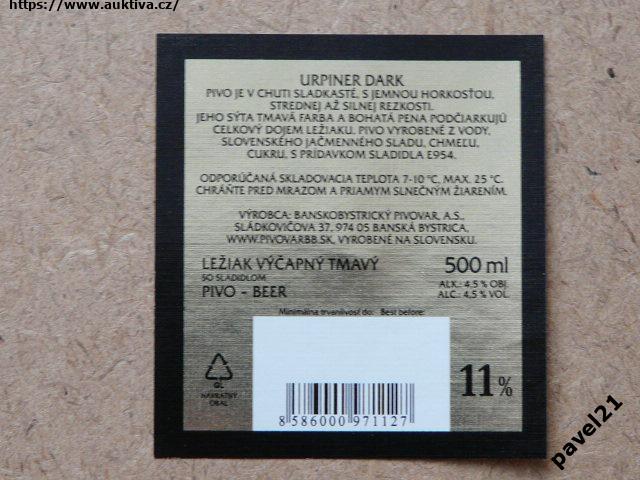 https://www.auktiva.cz/
URPINER DARK
PIVO JE V CHUTI SLADKASTÉ, S JEMNOU HORKOSŤOU,
STREDNEJ AŽ SILNEJ REZKOSTI.
JEHO SÝTA TMAVÁ FARBA A BOHATÁ PENA PODČIARKUJÚ
CELKOVÝ DOJEM LEŽIAKU. PIVO VYROBENÉ Z VODY,
SLOVENSKÉHO JAČMENNÉHO SLADU, CHMEĽU,
CUKRU, S PRÍDAVKOM SLADIDLA E954.
ODPORÚČANÁ SKLADOVACIA TEPLOTA 7-10 °C, MAX. 25 °C.
CHRÁŇTE PRED MRAZOM A PRIAMYM SLNEČNÝM ŽIARENÍM.
VÝROBCA: BANSKOBYSTRICKÝ PIVOVAR, A.S.,
SLÁDKOVIČOVA 37, 974 05 BANSKÁ BYSTRICA,
WWW.PIVOVARBB.SK, VYROBENÉ NA SLOVENSKU.
LEŽIAK VÝČAPNÝ TMAVÝ 500 ml
SO SLADIDLOM ALK.: 4,5 % OBJ.
PIVO - BEER ALC.: 4,5 % VOL.
Minimálna trvanlivosť do: Best before:
GL
NÁVRATNÝ
OBAL
11%
8 586000 971127
pavel21